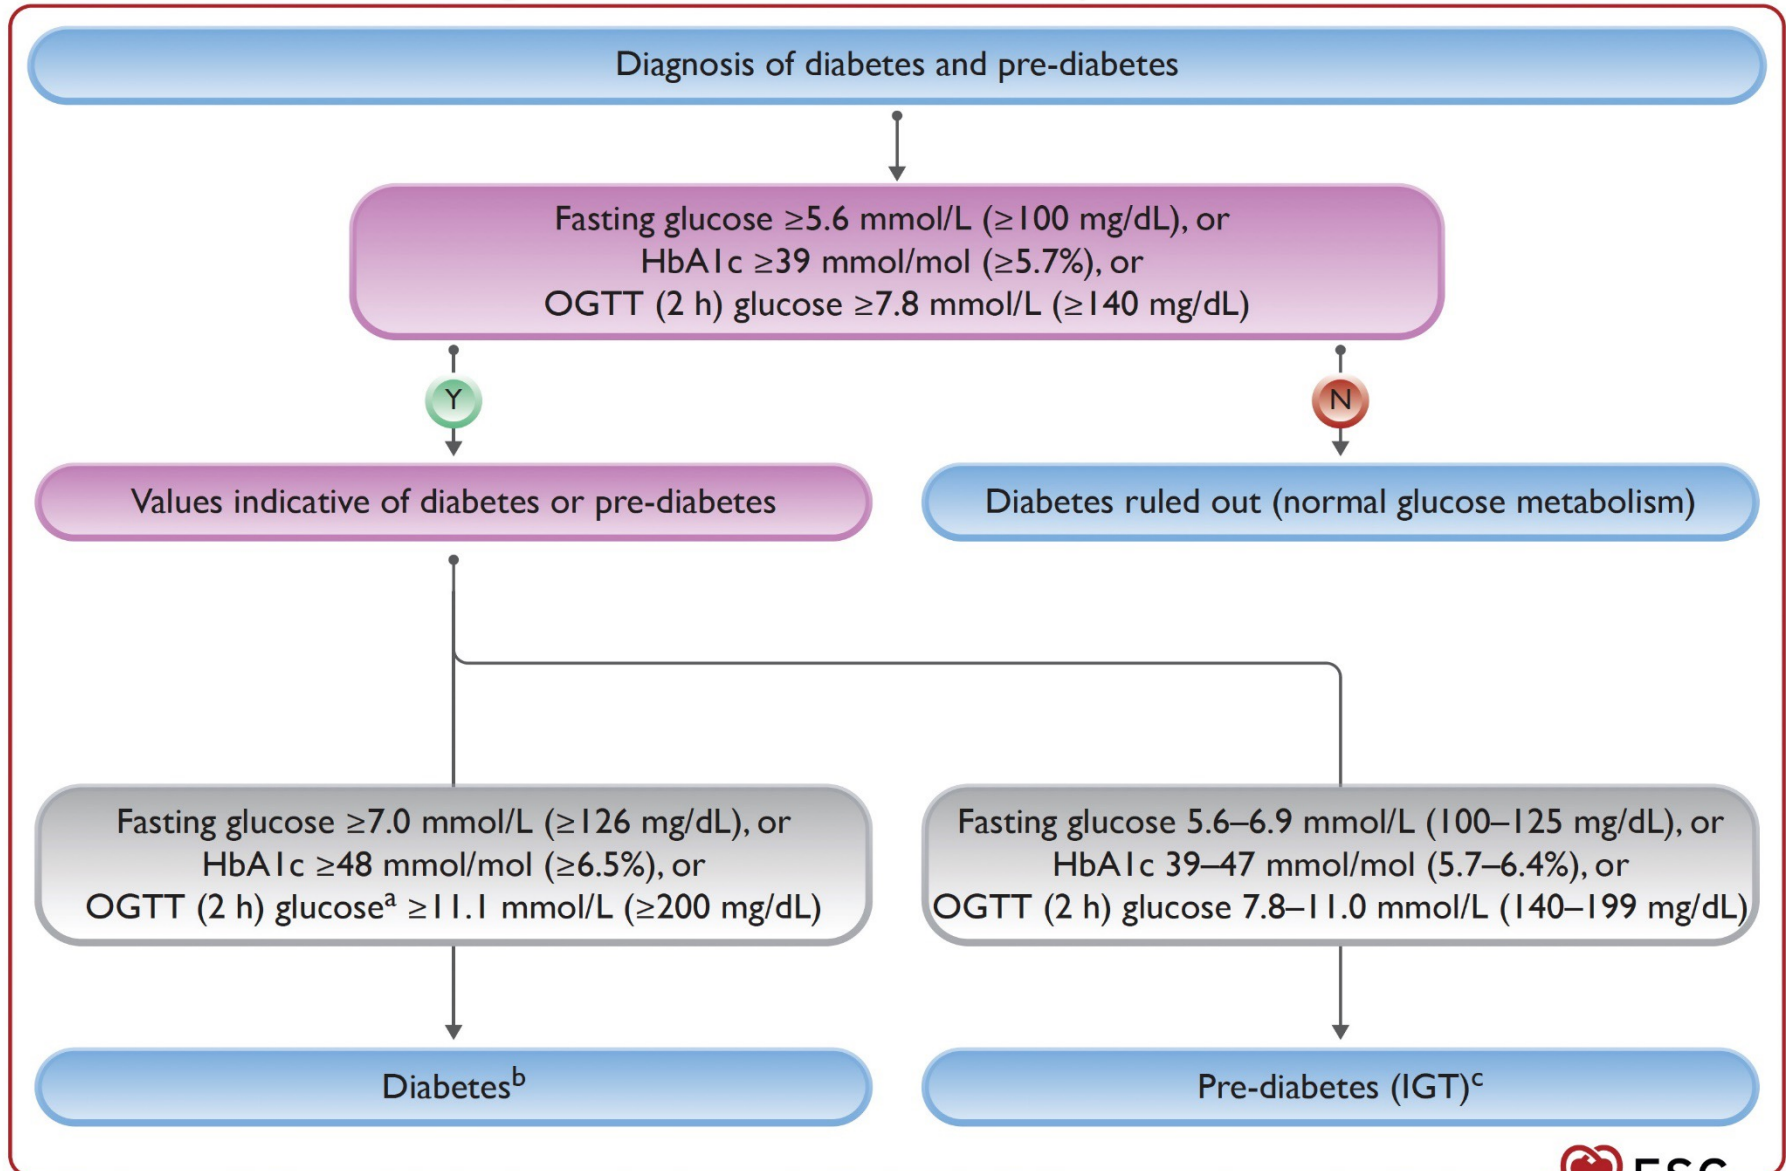 Diagnosis of diabetes and pre-diabetes
Fasting glucose ≥5.6 mmol/L (≥100 mg/dL), or
HbA1c ≥39 mmol/mol (≥5.7%), or
OGTT (2 h) glucose ≥7.8 mmol/L (≥140 mg/dL)
Y
N
Values indicative of diabetes or pre-diabetes
Diabetes ruled out (normal glucose metabolism)
Fasting glucose ≥7.0 mmol/L (≥126 mg/dL), or
HbA1c ≥48 mmol/mol (≥6.5%), or
OGTT (2 h) glucoseᵃ ≥11.1 mmol/L (≥200 mg/dL)
Fasting glucose 5.6–6.9 mmol/L (100–125 mg/dL), or
HbA1c 39–47 mmol/mol (5.7–6.4%), or
OGTT (2 h) glucose 7.8–11.0 mmol/L (140–199 mg/dL)
Diabetesᵇ
Pre-diabetes (IGT)ᶜ
ESC